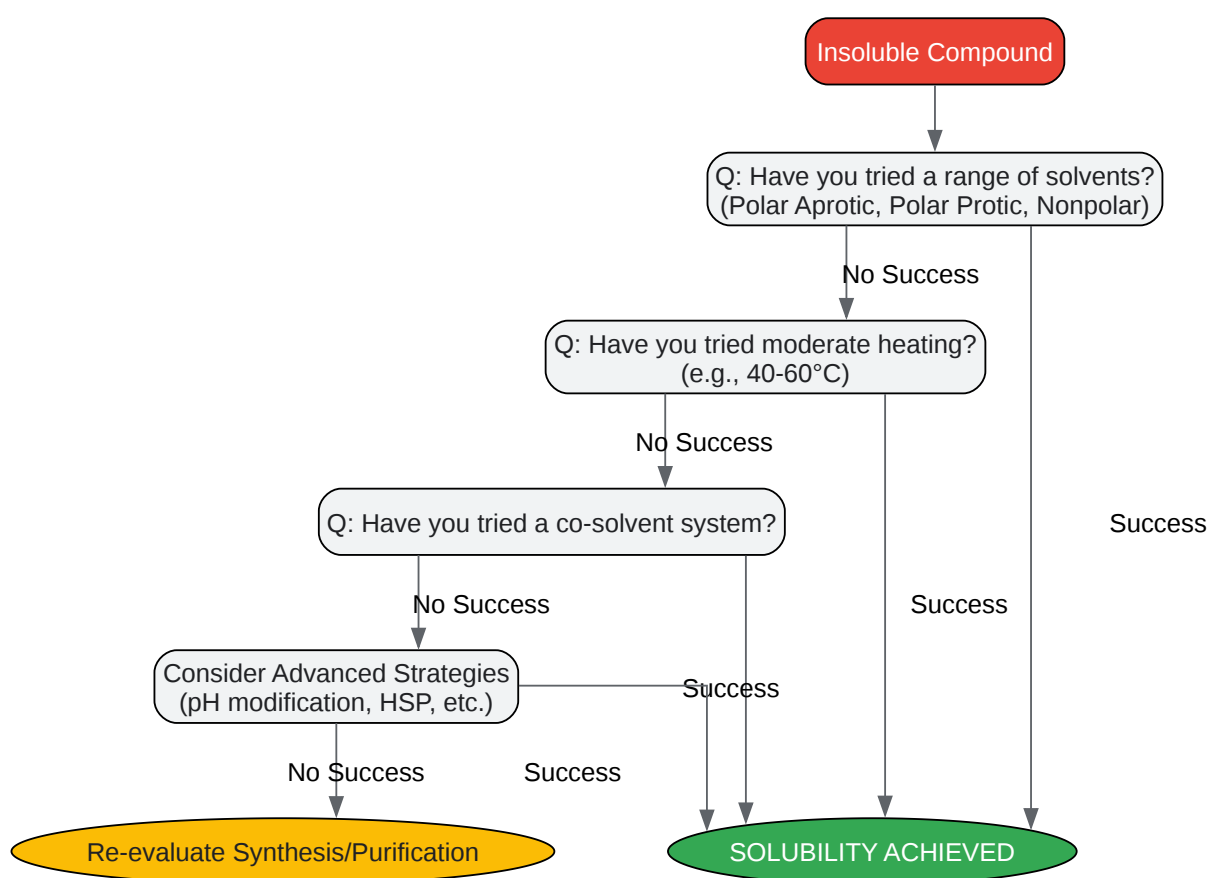 Insoluble Compound
Q: Have you tried a range of solvents?
(Polar Aprotic, Polar Protic, Nonpolar)
No Success
Q: Have you tried moderate heating?
(e.g., 40-60°C)
No Success
Q: Have you tried a co-solvent system?
Success
No Success
Success
Consider Advanced Strategies
(pH modification, HSP, etc.)
Success
No Success
Success
Re-evaluate Synthesis/Purification
SOLUBILITY ACHIEVED